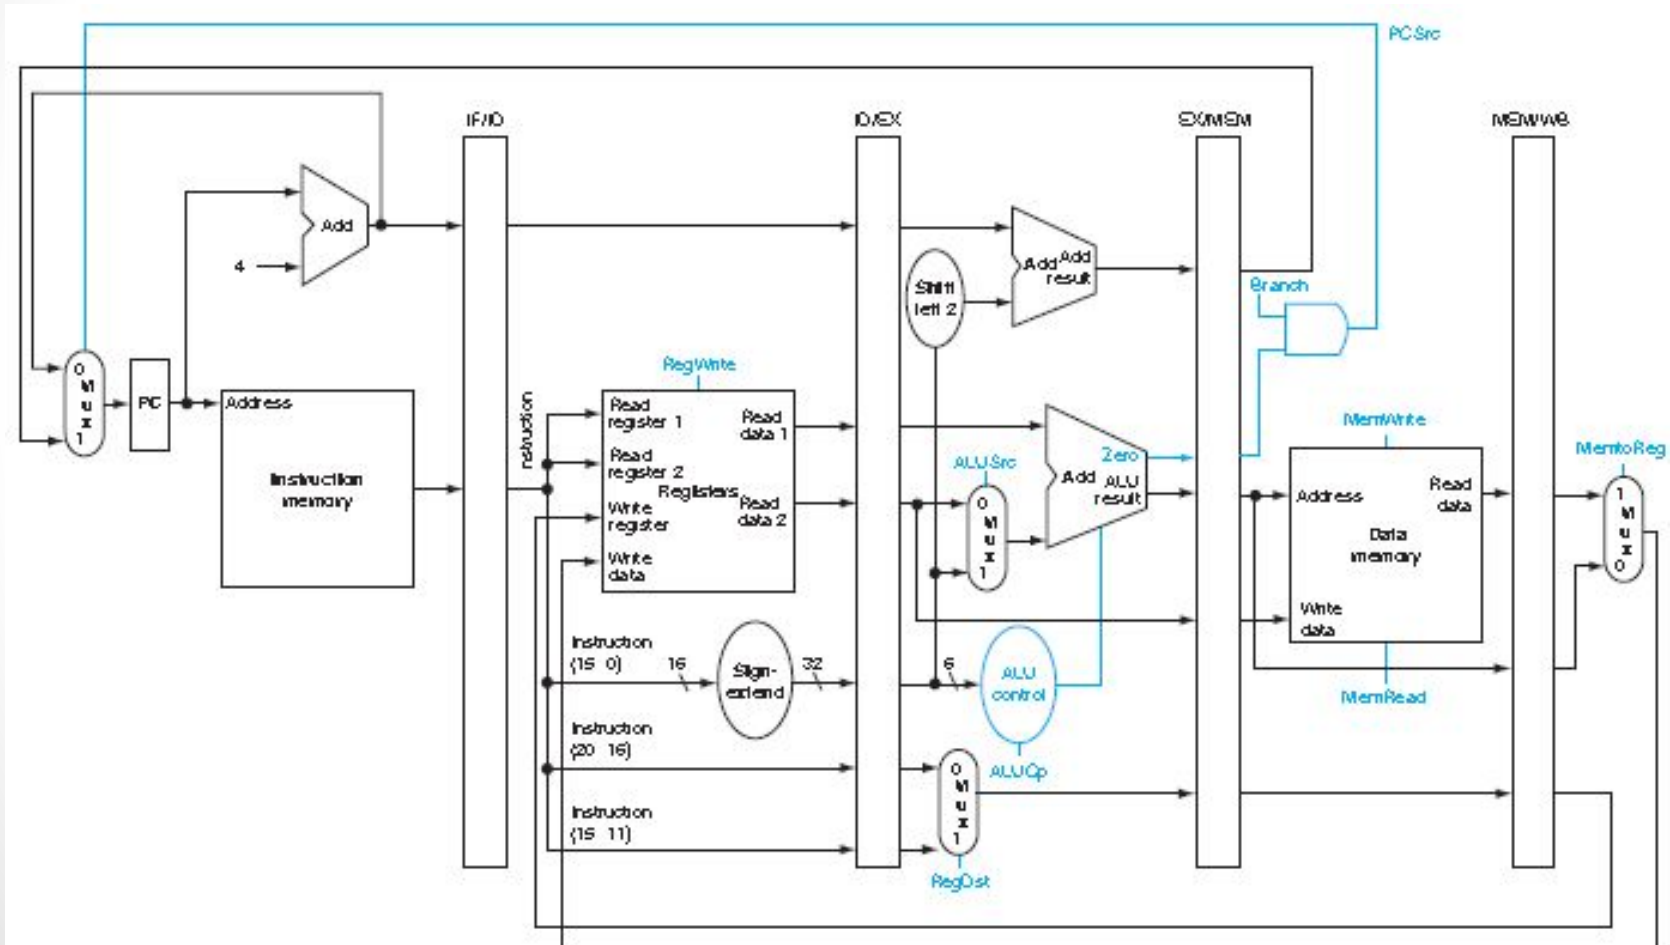 PCSrc
IF/ID
ID/EX
EX/MEM
MEM/WB
Add
4
Shift
left 2
Add Add
result
Branch
0
M
u
x
1
PC
Address
Instruction
memory
nstruction
RegWrite
Read
register 1
Read
data 1
Read
register 2
Registers
Write
register
Read
data 2
Write
data
ALUSrc
0
M
u
x
1
Zero
Add ALU
result
MemWrite
Address
Read
data
Data
memory
Write
data
MemRead
MemtoReg
1
M
u
x
0
Instruction
(15 0)
16
Sign-
extend
32
6
ALU
control
ALUOp
Instruction
(20 16)
Instruction
(15 11)
0
M
u
x
1
RegDst